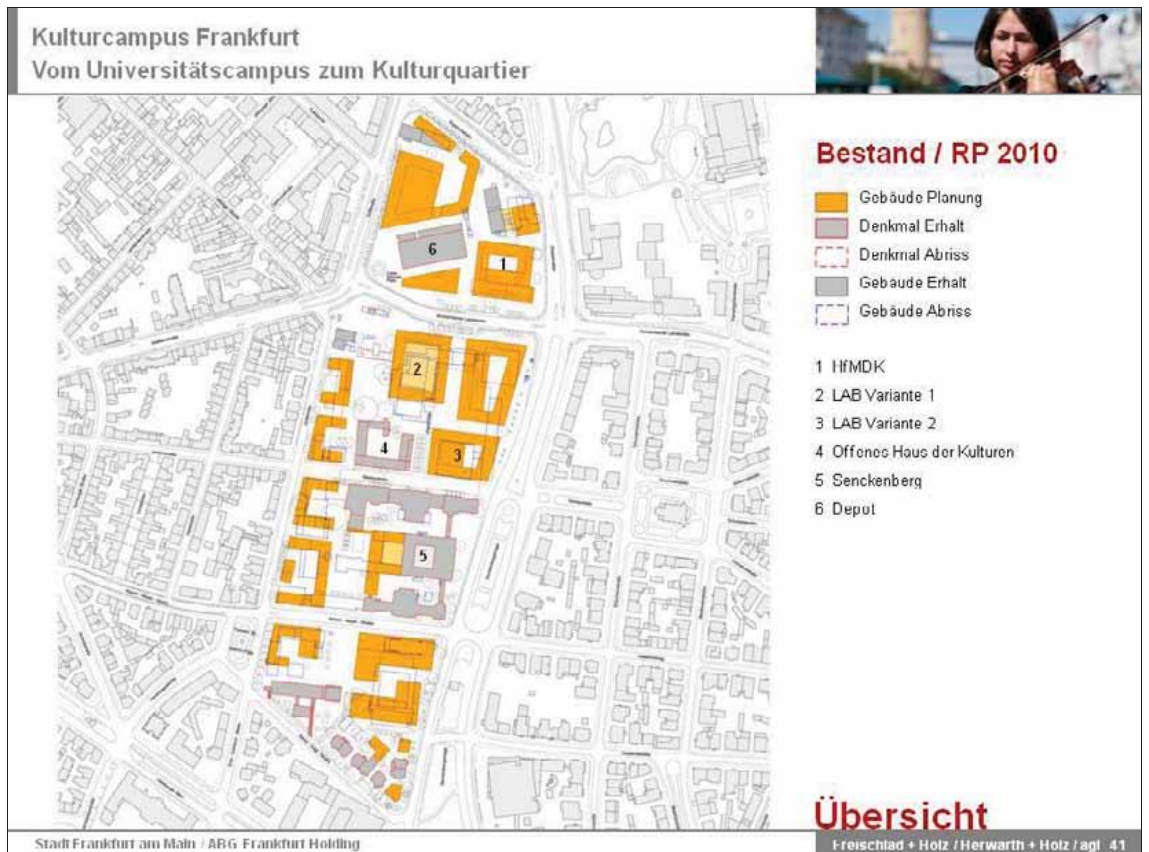 Kulturcampus Frankfurt
Vom Universitätscampus zum Kulturquartier
Bestand / RP 2010
Gebäude Planung
Denkmal Erhalt
Denkmal Abriss
Gebäude Erhalt
Gebäude Abriss
1 HfMDK
2 LAB Variante 1
3 LAB Variante 2
4 Offenes Haus der Kulturen
5 Senckenberg
6 Depot
6
1
2
4
3
5
Übersicht
Stadt Frankfurt am Main / ABG Frankfurt Holding
Freischlad + Holz / Herwarth + Holz / agl 41